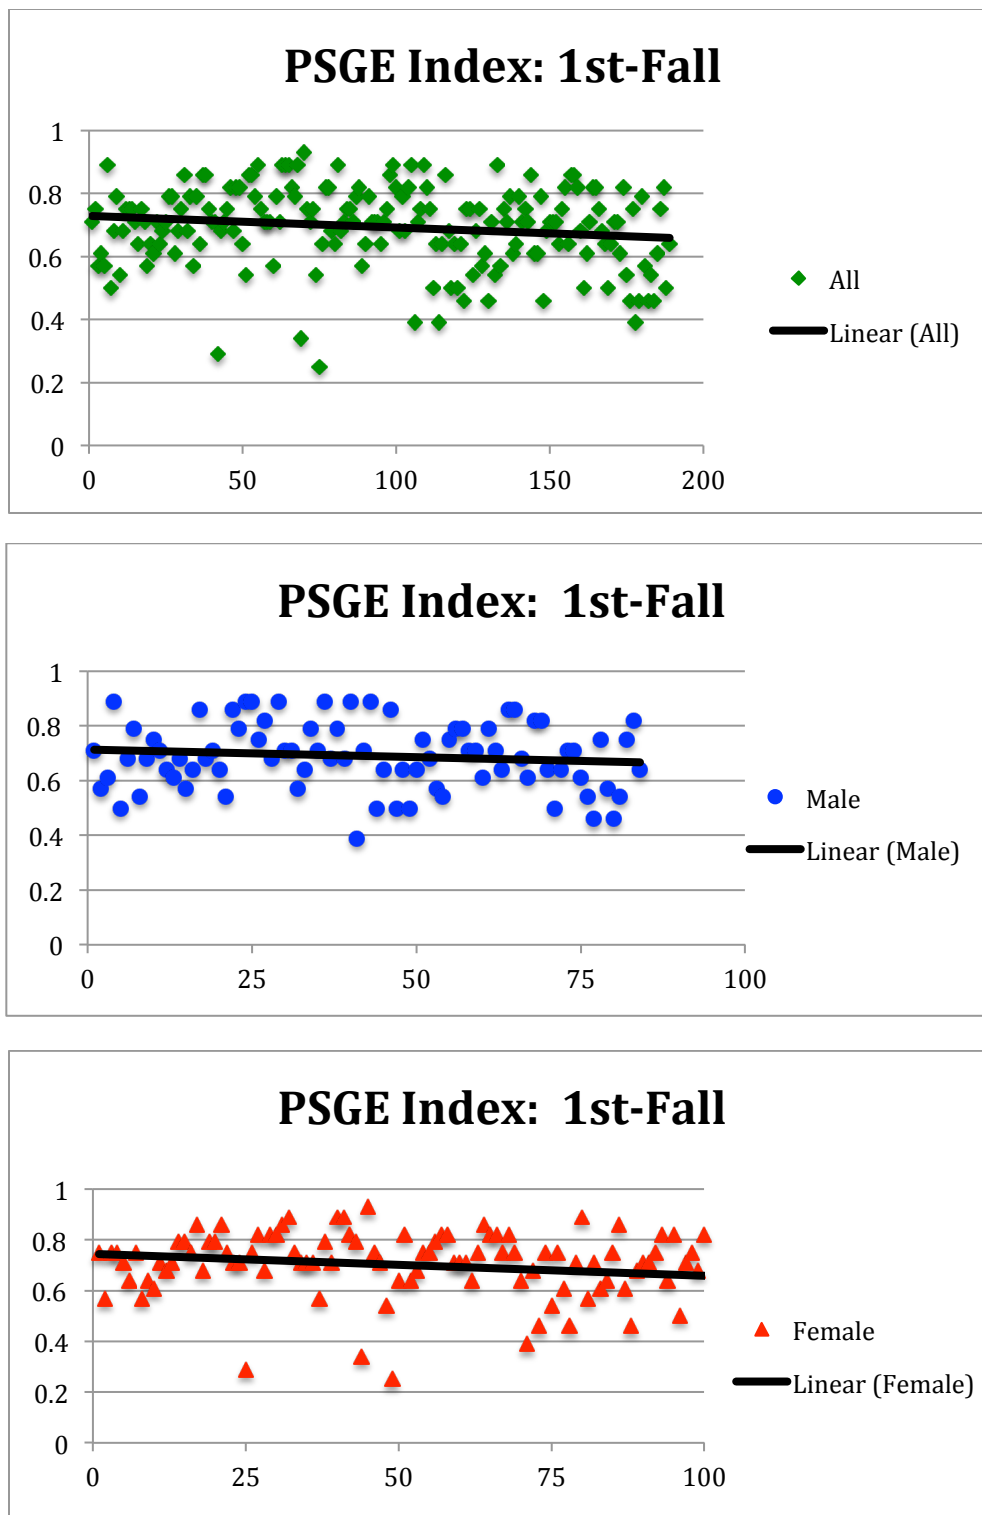 PSGE Index: 1st-Fall
1
0.8
0.6
0.4
0.2
0
0 50 100 150 200
All
Linear (All)
PSGE Index:  1st-Fall
1
0.8
0.6
0.4
0.2
0
0 25 50 75 100
Male
Linear (Male)
PSGE Index:  1st-Fall
1
0.8
0.6
0.4
0.2
0
0 25 50 75 100
Female
Linear (Female)